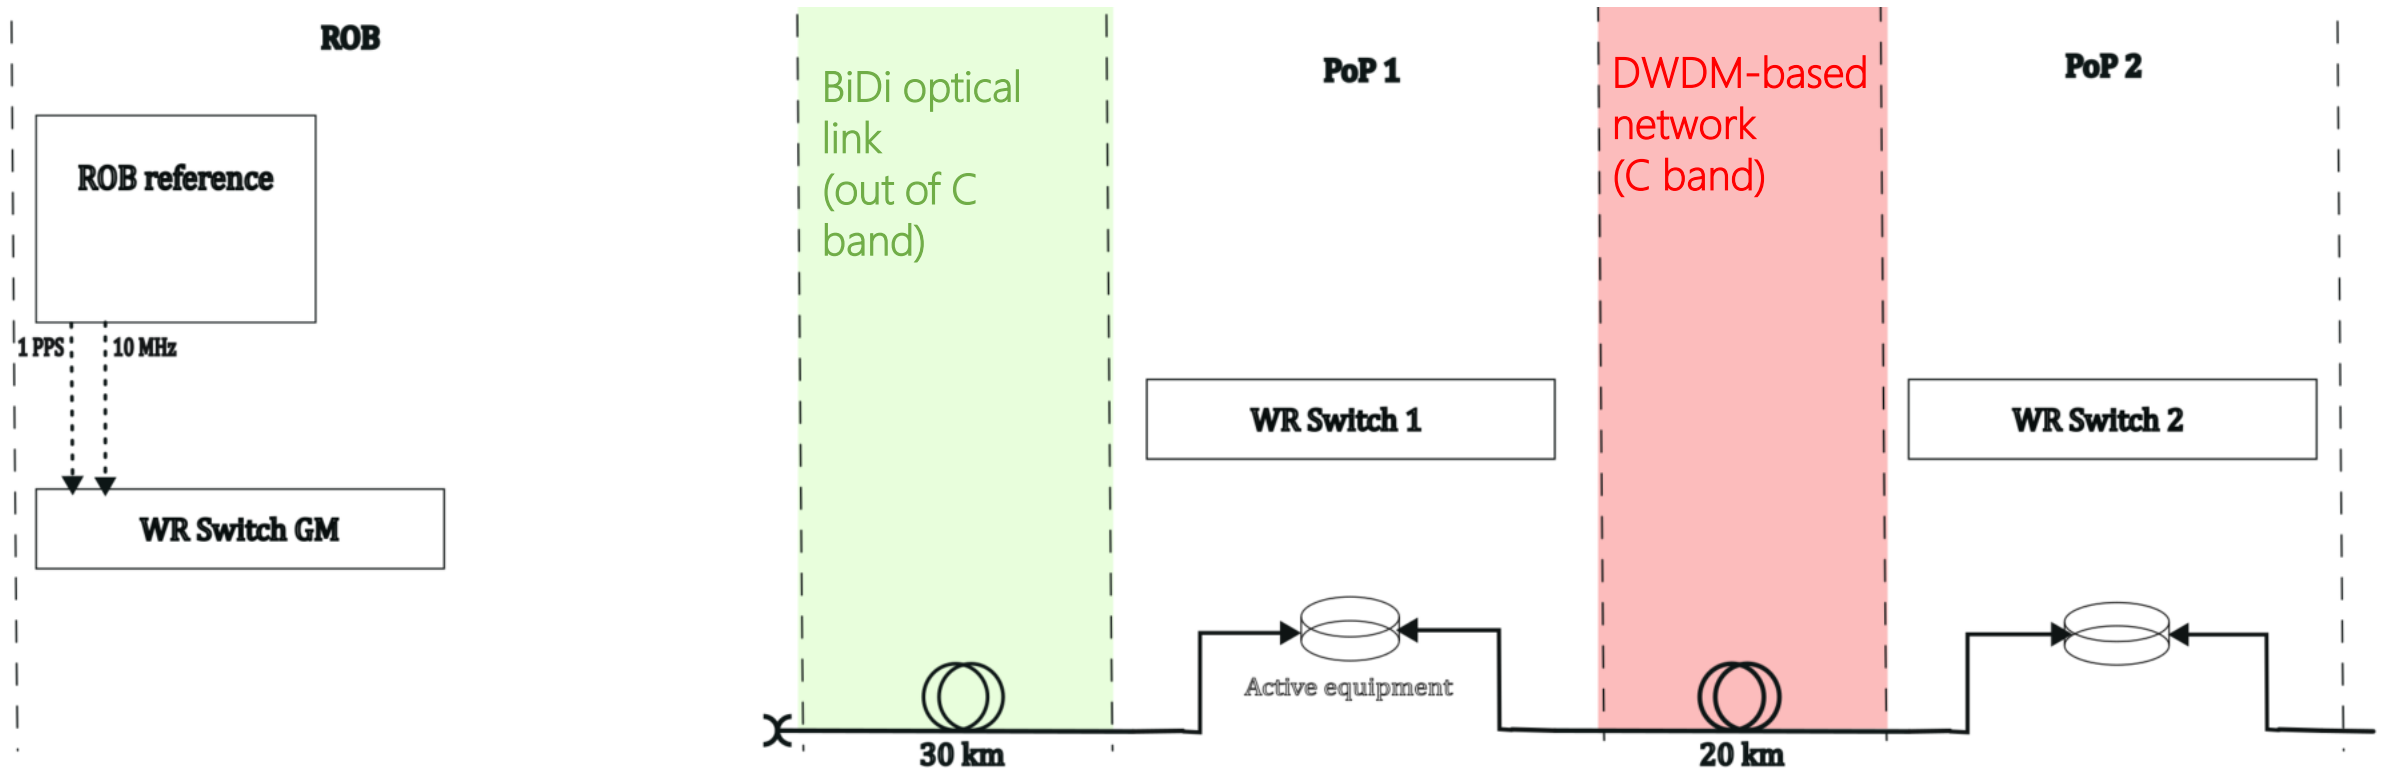 ROB
ROB reference
1 PPS
10 MHz
WR Switch GM
BiDi optical
link
(out of C
band)
30 km
PoP 1
WR Switch 1
Active equipment
DWDM-based
network
(C band)
20 km
PoP 2
WR Switch 2